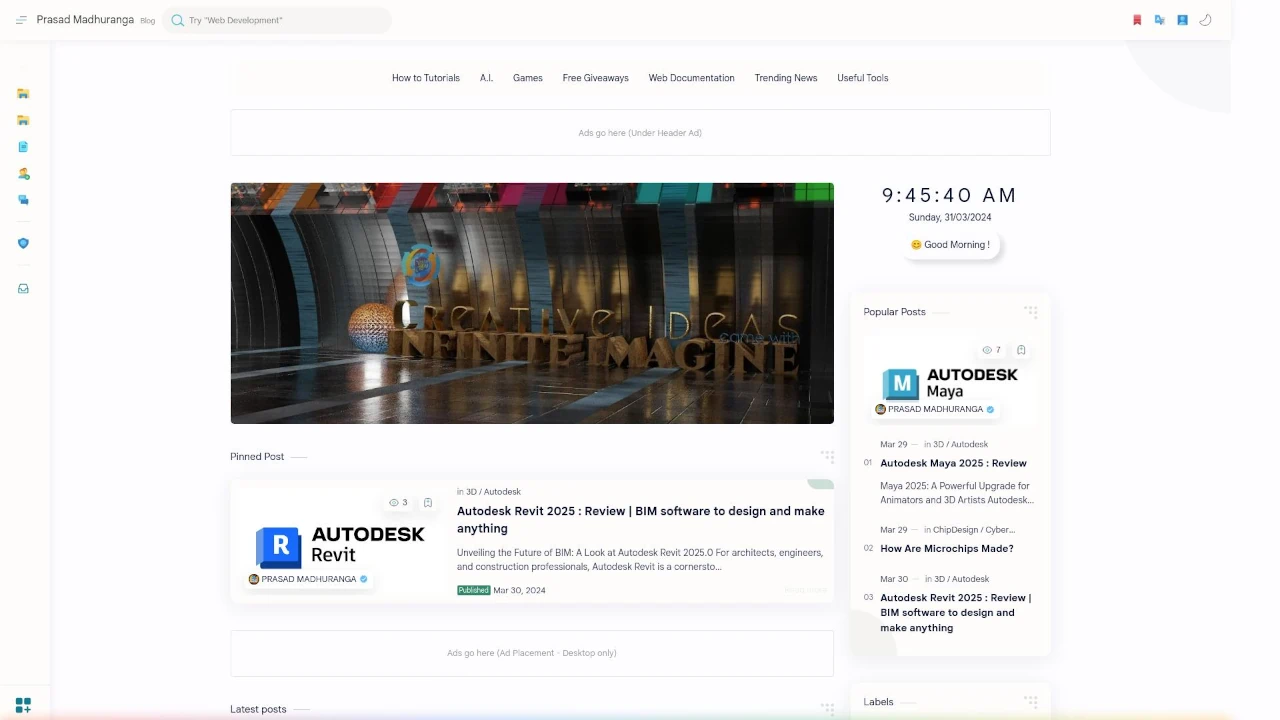 Prasad Madhuranga Blog
Try "Web Development"
How to Tutorials A.I. Games Free Giveaways Web Documentation Trending News Useful Tools
Ads go here (Under Header Ad)
CREATIVE IDEAS
came with
INFINITE IMAGINE
9:45:40 AM
Sunday, 31/03/2024
😊 Good Morning !
Pinned Post
3
R AUTODESK
Revit
PRASAD MADHURANGA
in 3D / Autodesk
Autodesk Revit 2025 : Review | BIM software to design and make
anything
Unveiling the Future of BIM: A Look at Autodesk Revit 2025.0 For architects, engineers,
and construction professionals, Autodesk Revit is a cornersto...
Published Mar 30, 2024
Ads go here (Ad Placement - Desktop only)
Latest posts
Popular Posts
7
M AUTODESK
Maya
PRASAD MADHURANGA
Mar 29 — in 3D / Autodesk
01 Autodesk Maya 2025 : Review
Maya 2025: A Powerful Upgrade for
Animators and 3D Artists Autodesk...
Mar 29 — in ChipDesign / Cyber...
02 How Are Microchips Made?
Mar 30 — in 3D / Autodesk
03 Autodesk Revit 2025 : Review |
BIM software to design and
make anything
Labels